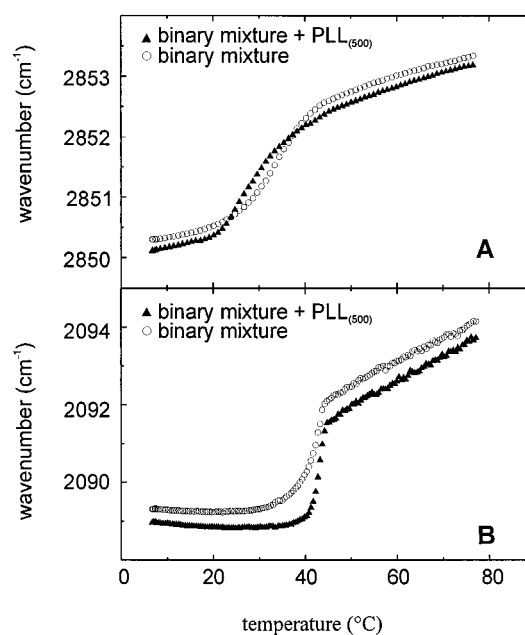 ▲ binary mixture + PLL(500)
○ binary mixture
2853
2852
2851
2850
wavenumber (cm-1)
A
▲ binary mixture + PLL(500)
○ binary mixture
2094
2092
2090
wavenumber (cm-1)
B
0 20 40 60 80
temperature (°C)